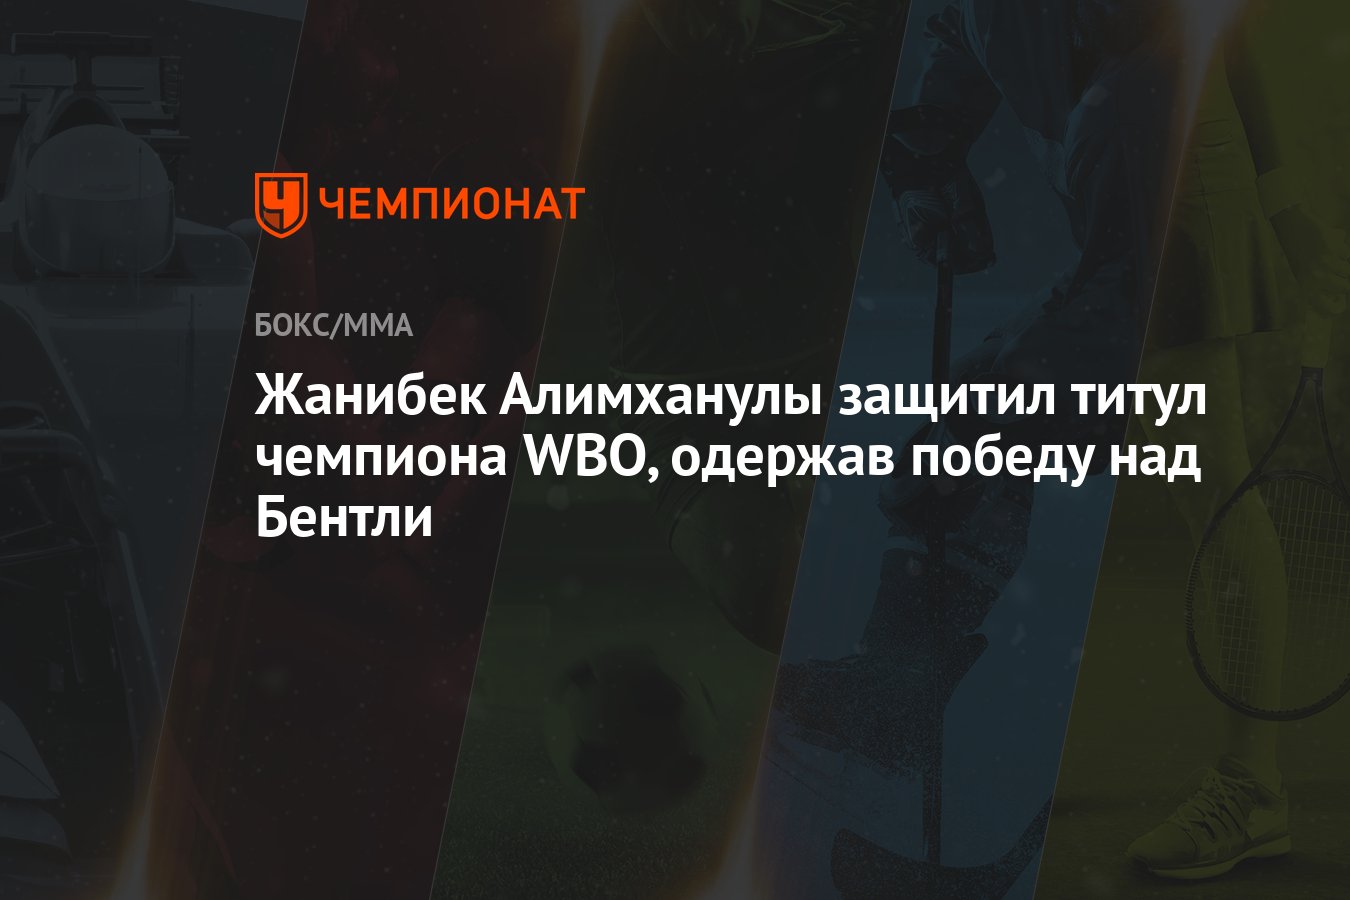 ЧЕМПИОНАТ
БОКС/ММА
Жанибек Алимханулы защитил титул
чемпиона WBO, одержав победу над
Бентли